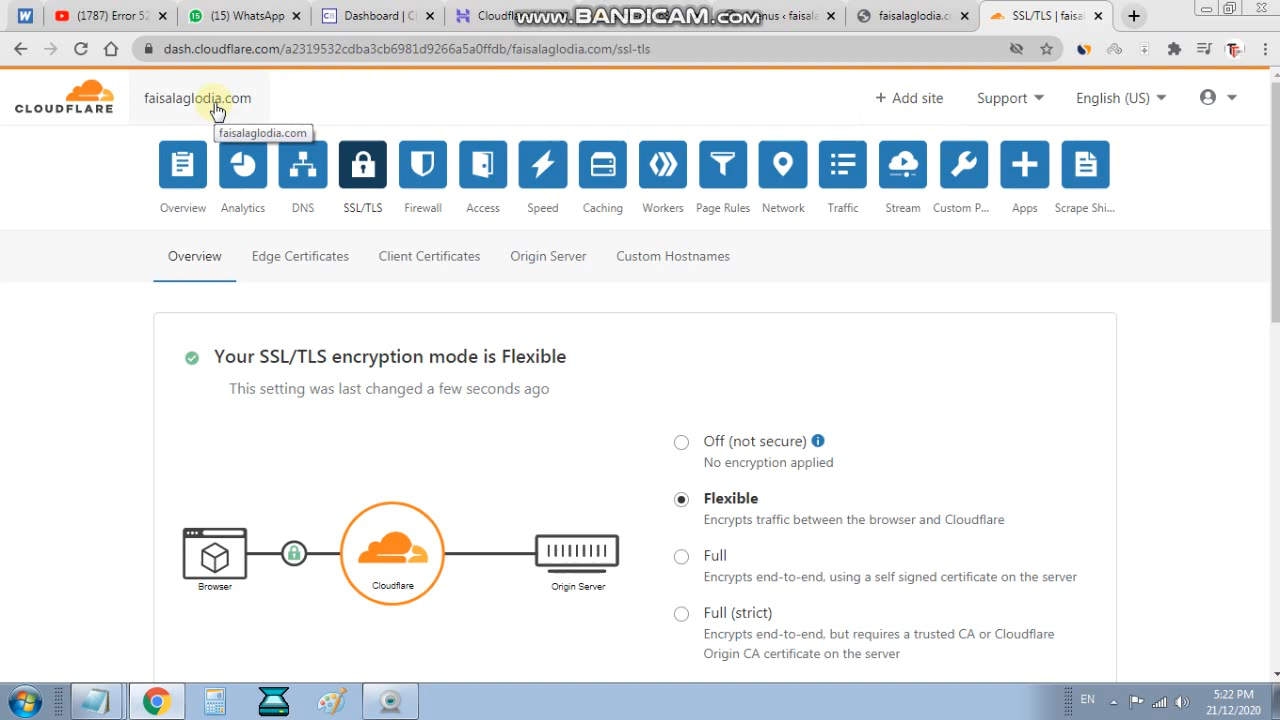 (1787) Error 52
(15) WhatsApp
Dashboard | C
Cloudfla
www.BANDICAM.com
nus ‹ faisala
faisalaglodia.co
SSL/TLS | faisal
dash.cloudflare.com/a2319532cdba3cb6981d9266a5a0ffdb/faisalaglodia.com/ssl-tls
CLOUDFLARE
faisalaglodia.com
+ Add site
Support
English (US)
faisalaglodia.com
Overview
Analytics
DNS
SSL/TLS
Firewall
Access
Speed
Caching
Workers
Page Rules
Network
Traffic
Stream
Custom P...
Apps
Scrape Shi...
Overview
Edge Certificates
Client Certificates
Origin Server
Custom Hostnames
Your SSL/TLS encryption mode is Flexible
This setting was last changed a few seconds ago
Off (not secure)
No encryption applied
Flexible
Encrypts traffic between the browser and Cloudflare
Full
Encrypts end-to-end, using a self signed certificate on the server
Full (strict)
Encrypts end-to-end, but requires a trusted CA or Cloudflare
Origin CA certificate on the server
Browser
Cloudflare
Origin Server
EN
5:22 PM
21/12/2020